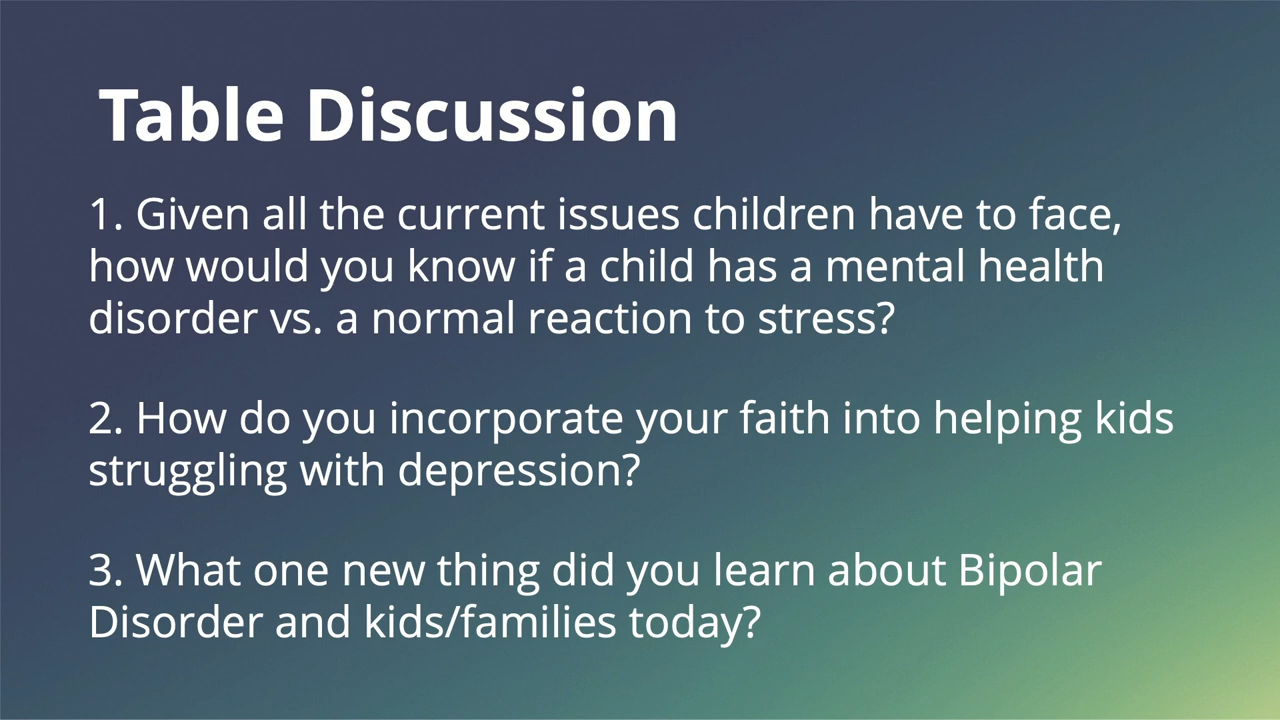 Table Discussion
1. Given all the current issues children have to face,
how would you know if a child has a mental health
disorder vs. a normal reaction to stress?
2. How do you incorporate your faith into helping kids
struggling with depression?
3. What one new thing did you learn about Bipolar
Disorder and kids/families today?